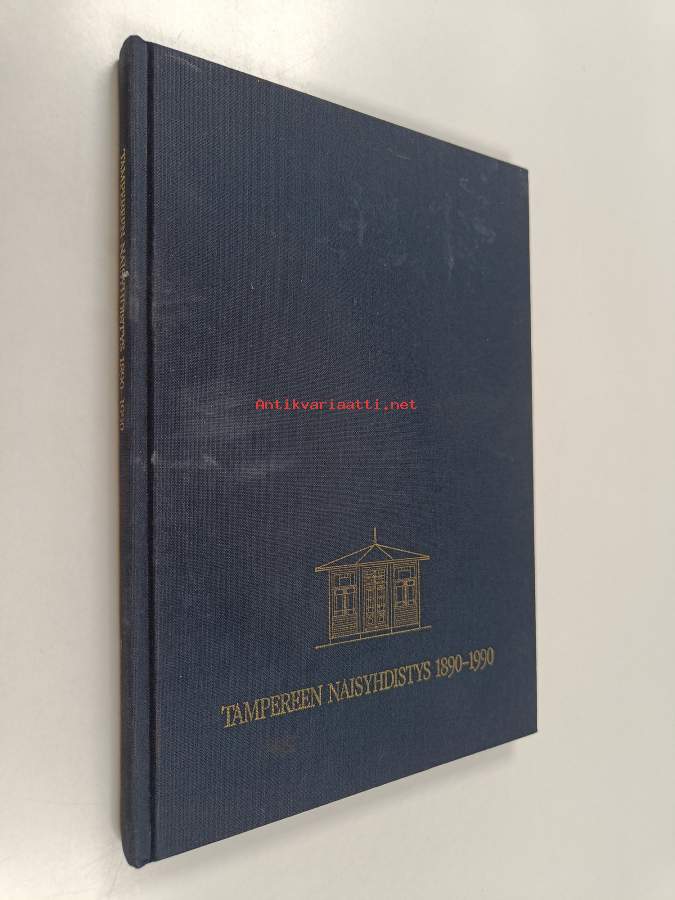 TAMPEREEN NAISYHDISTYS 1890-1990
Antikvariaatti.net
TAMPEREEN NAISYHDISTYS 1890–1990